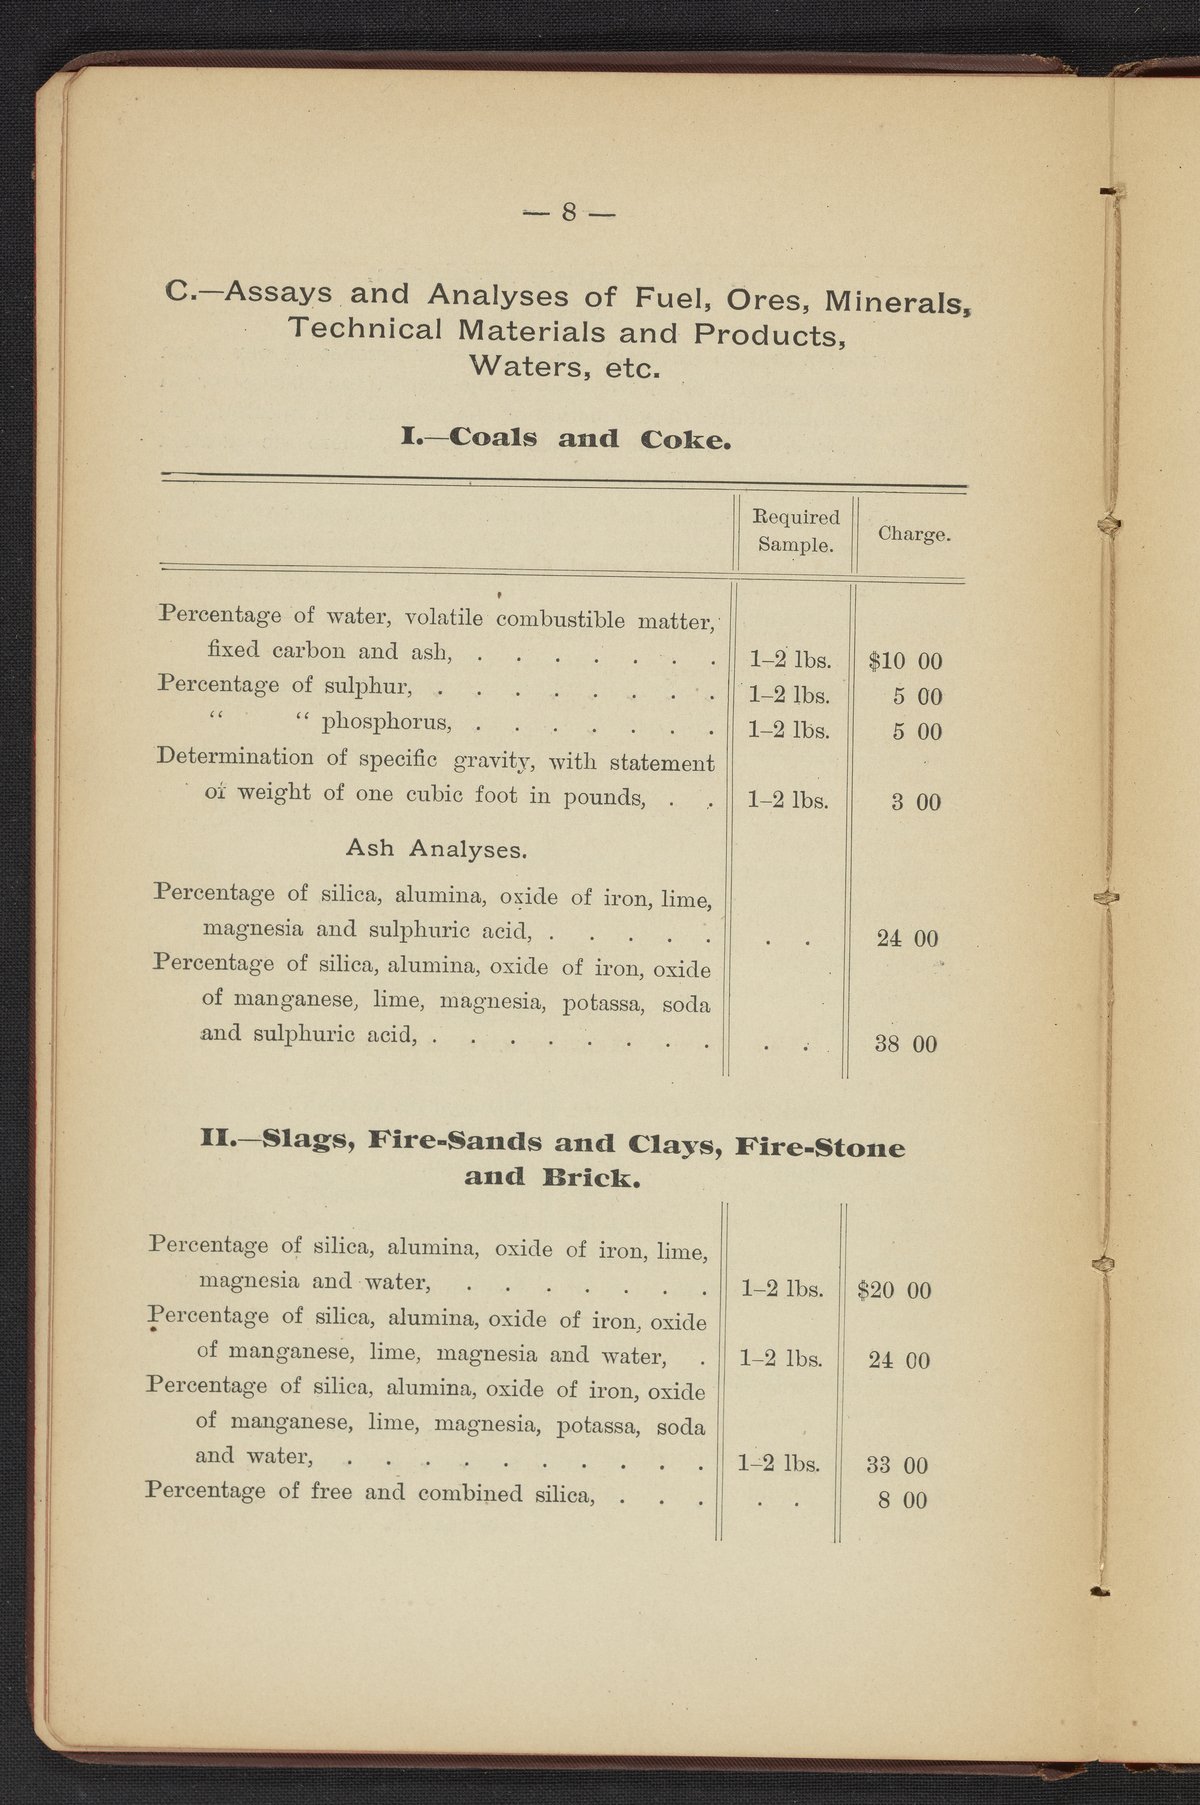 — 8 —
C.—Assays and Analyses of Fuel, Ores, Minerals,
Technical Materials and Products,
Waters, etc.
I.—Coals and Coke.
Required
Sample.
Charge.
Percentage of water, volatile combustible matter,
fixed carbon and ash, . . . . . . . 1–2 lbs. $10 00
Percentage of sulphur, . . . . . . . . 1–2 lbs. 5 00
“ “ phosphorus, . . . . . . . 1–2 lbs. 5 00
Determination of specific gravity, with statement
of weight of one cubic foot in pounds, . . 1–2 lbs. 3 00
Ash Analyses.
Percentage of silica, alumina, oxide of iron, lime,
magnesia and sulphuric acid, . . . . . . . 24 00
Percentage of silica, alumina, oxide of iron, oxide
of manganese, lime, magnesia, potassa, soda
and sulphuric acid, . . . . . . . . . . 38 00
II.—Slags, Fire-Sands and Clays, Fire-Stone
and Brick.
Percentage of silica, alumina, oxide of iron, lime,
magnesia and water, . . . . . . . 1–2 lbs. $20 00
Percentage of silica, alumina, oxide of iron, oxide
of manganese, lime, magnesia and water, . 1–2 lbs. 24 00
Percentage of silica, alumina, oxide of iron, oxide
of manganese, lime, magnesia, potassa, soda
and water, . . . . . . . . . . 1–2 lbs. 33 00
Percentage of free and combined silica, . . . . . 8 00